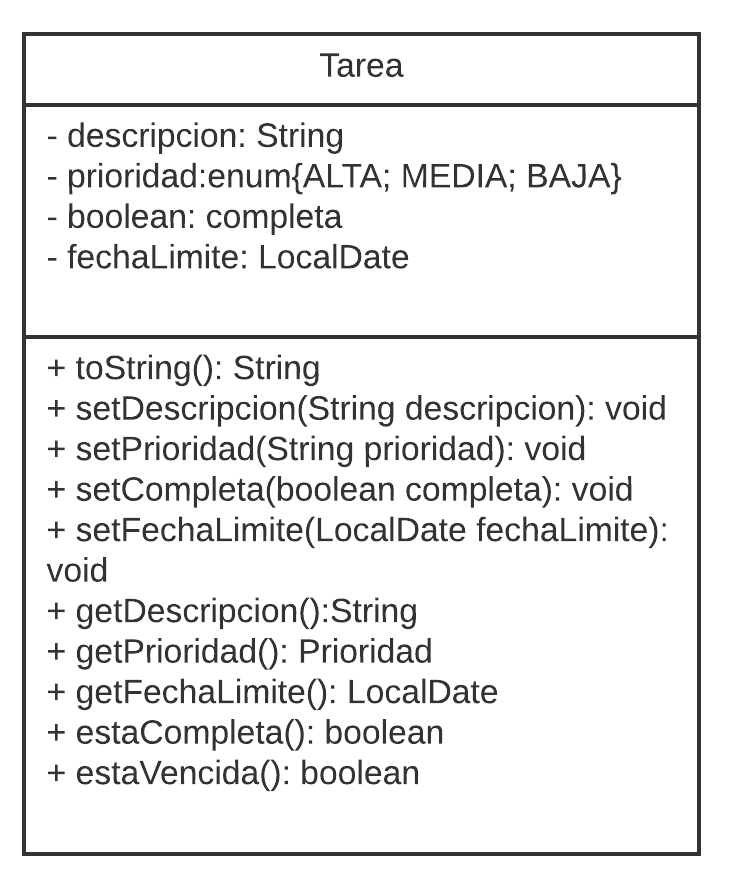 Tarea
- descripcion: String
- prioridad:enum{ALTA; MEDIA; BAJA}
- boolean: completa
- fechaLimite: LocalDate
+ toString(): String
+ setDescripcion(String descripcion): void
+ setPrioridad(String prioridad): void
+ setCompleta(boolean completa): void
+ setFechaLimite(LocalDate fechaLimite):
void
+ getDescripcion():String
+ getPrioridad(): Prioridad
+ getFechaLimite(): LocalDate
+ estaCompleta(): boolean
+ estaVencida(): boolean